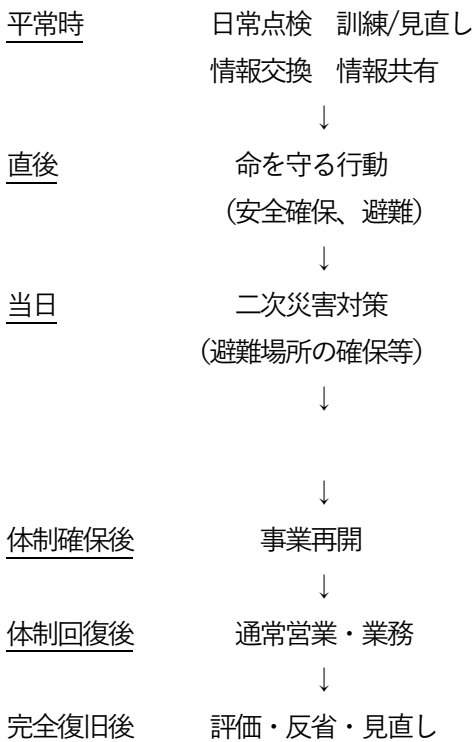 平常時　日常点検　訓練/見直し
情報交換　情報共有
↓
直後　命を守る行動
（安全確保、避難）
↓
当日　二次災害対策
（避難場所の確保等）
↓
↓
体制確保後　事業再開
↓
体制回復後　通常営業・業務
↓
完全復旧後　評価・反省・見直し